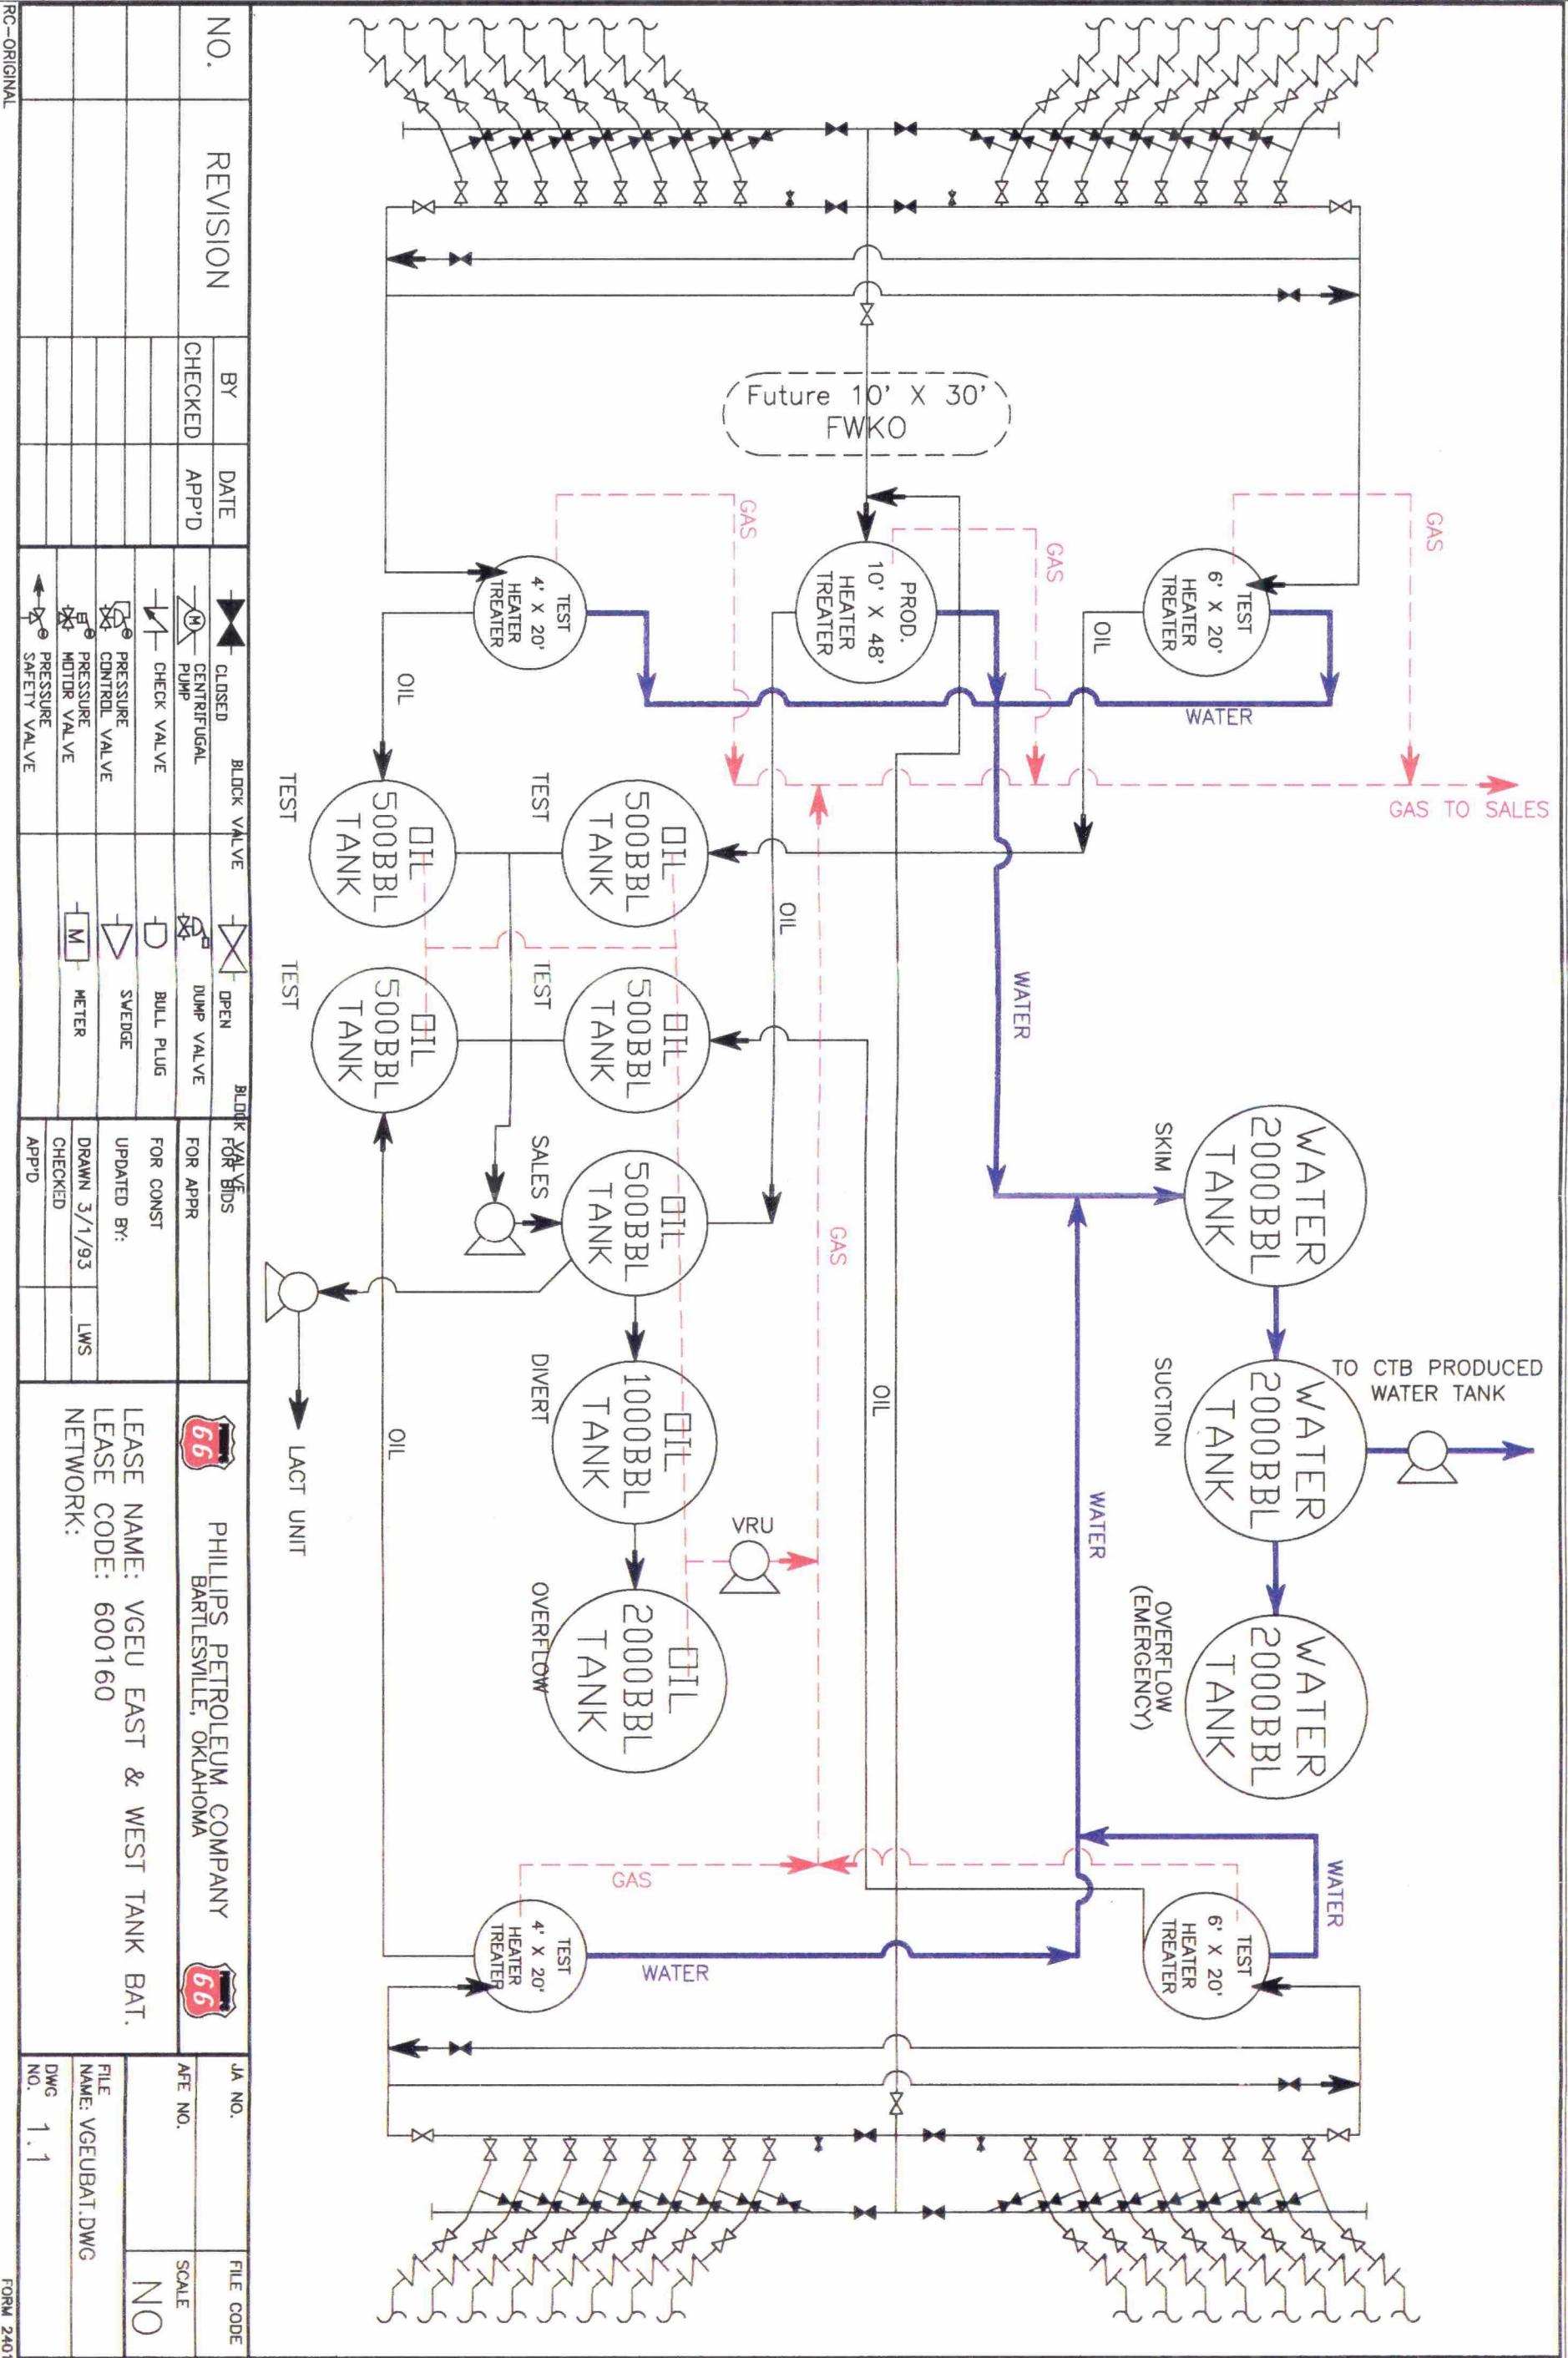 GAS
GAS
GAS
GAS TO SALES
Future 10' X 30'
FWKO
TEST
6' X 20'
HEATER
TREATER
OIL
WATER
PROD.
10' X 48'
HEATER
TREATER
TEST
4' X 20'
HEATER
TREATER
OIL
OIL
OIL
500BBL
TANK
TEST
OIL
500BBL
TANK
TEST
OIL
500BBL
TANK
TEST
OIL
500BBL
TANK
TEST
WATER
WATER
2000BBL
TANK
SKIM
WATER
2000BBL
TANK
SUCTION
TO CTB PRODUCED
WATER TANK
WATER
2000BBL
TANK
OVERFLOW
(EMERGENCY)
SALES
OIL
500BBL
TANK
OIL
1000BBL
TANK
DIVERT
OIL
2000BBL
TANK
OVERFLOW
GAS
OIL
VRU
WATER
OIL
LACT UNIT
WATER
TEST
6' X 20'
HEATER
TREATER
GAS
TEST
4' X 20'
HEATER
TREATER
WATER
NO.
REVISION
BY
DATE
CHECKED
APP'D
CLOSED
BLOCK VALVE
OPEN
BLOCK VALVE
M
CENTRIFUGAL
PUMP
DUMP VALVE
CHECK VALVE
BULL PLUG
PRESSURE
CONTROL VALVE
SWEDGE
PRESSURE
MOTOR VALVE
M
METER
PRESSURE
SAFETY VALVE
FOR BIDS
FOR APPR
FOR CONST
UPDATED BY:
DRAWN 3/1/93
LWS
CHECKED
APP'D
66
PHILLIPS PETROLEUM COMPANY
BARTLESVILLE, OKLAHOMA
66
LEASE NAME: VGEU EAST & WEST TANK BAT.
LEASE CODE: 600160
NETWORK:
JA NO.
FILE CODE
AFE NO.
SCALE
NO
FILE
NAME: VGEUBAT.DWG
DWG
NO. 1.1
RC-ORIGINAL
FORM 2401